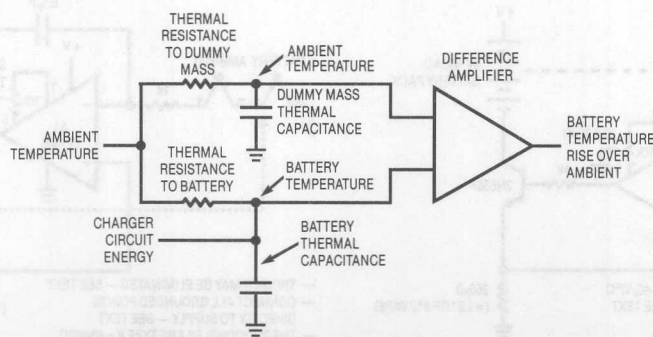 THERMAL
RESISTANCE
TO DUMMY
MASS
AMBIENT
TEMPERATURE
DUMMY MASS
THERMAL
CAPACITANCE
DIFFERENCE
AMPLIFIER
AMBIENT
TEMPERATURE
THERMAL
RESISTANCE
TO BATTERY
BATTERY
TEMPERATURE
BATTERY
TEMPERATURE
RISE OVER
AMBIENT
CHARGER
CIRCUIT
ENERGY
BATTERY
THERMAL
CAPACITANCE